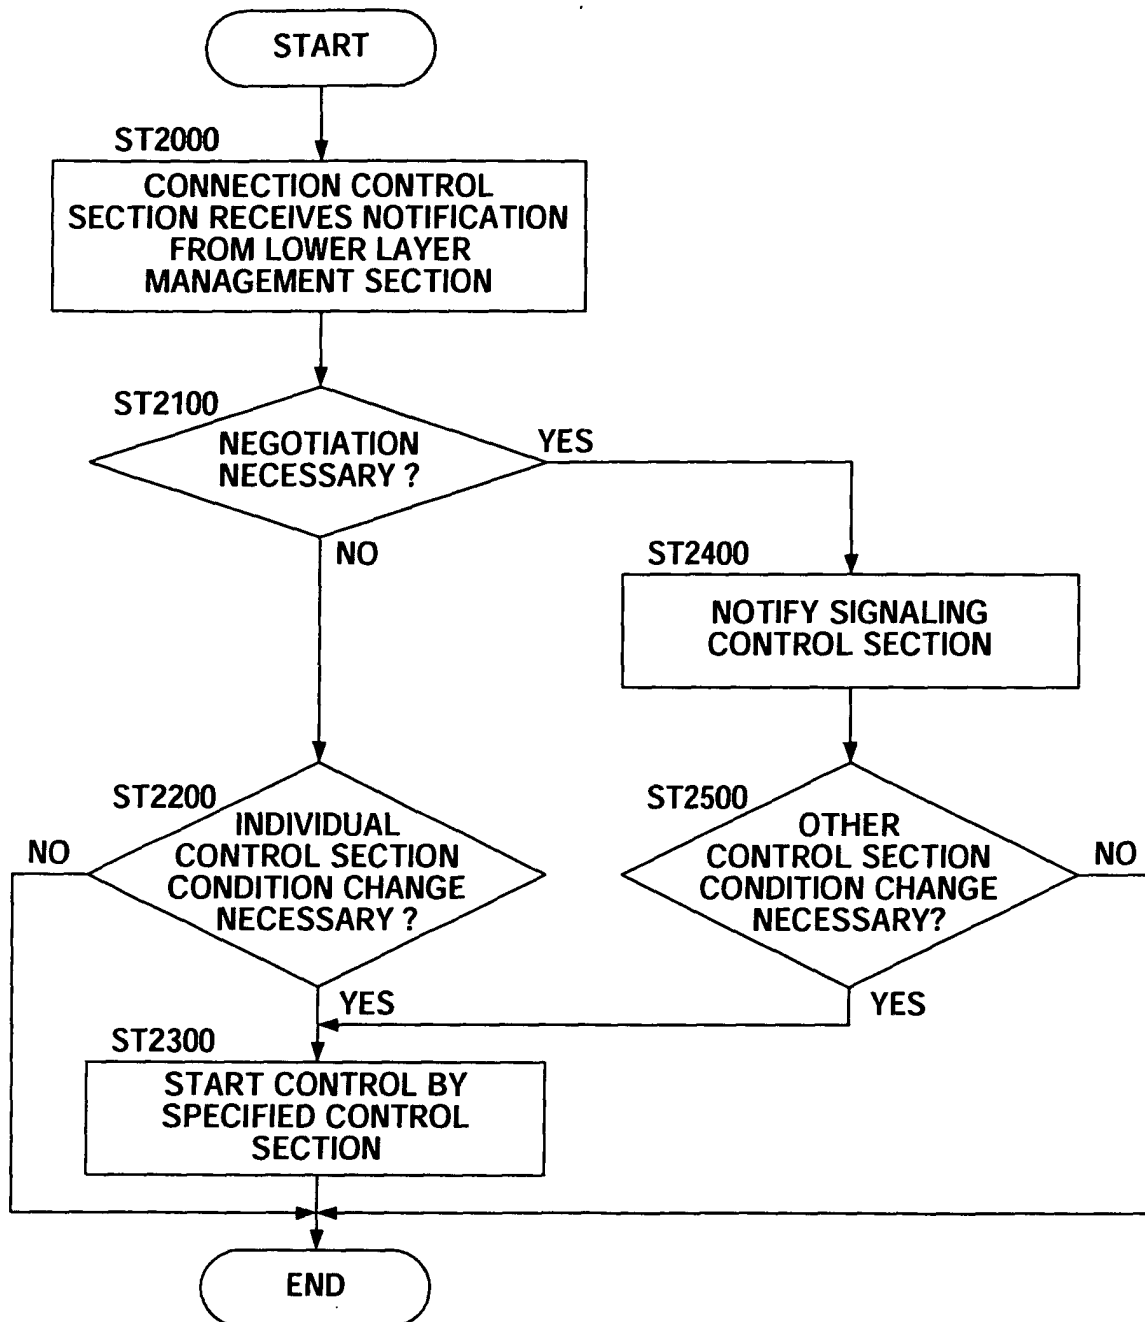 START
ST2000
CONNECTION CONTROL
SECTION RECEIVES NOTIFICATION
FROM LOWER LAYER
MANAGEMENT SECTION
ST2100
NEGOTIATION
NECESSARY ?
YES
NO
ST2400
NOTIFY SIGNALING
CONTROL SECTION
ST2200
INDIVIDUAL
CONTROL SECTION
CONDITION CHANGE
NECESSARY ?
NO
YES
ST2500
OTHER
CONTROL SECTION
CONDITION CHANGE
NECESSARY?
NO
YES
ST2300
START CONTROL BY
SPECIFIED CONTROL
SECTION
END